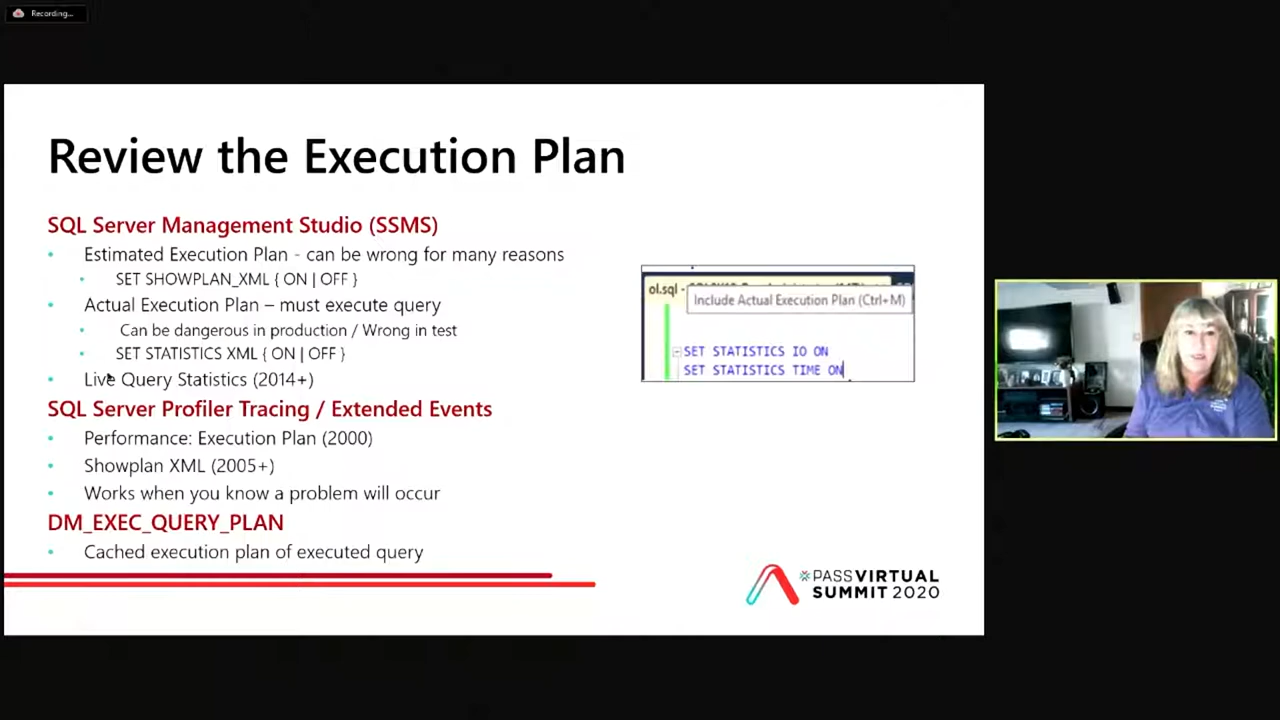 Recording...
Review the Execution Plan
SQL Server Management Studio (SSMS)
• Estimated Execution Plan - can be wrong for many reasons
• SET SHOWPLAN_XML { ON | OFF }
• Actual Execution Plan – must execute query
• Can be dangerous in production / Wrong in test
• SET STATISTICS XML { ON | OFF }
• Live Query Statistics (2014+)
SQL Server Profiler Tracing / Extended Events
• Performance: Execution Plan (2000)
• Showplan XML (2005+)
• Works when you know a problem will occur
DM_EXEC_QUERY_PLAN
• Cached execution plan of executed query
ol.sql -
Include Actual Execution Plan (Ctrl+M)
SET STATISTICS IO ON
SET STATISTICS TIME ON
PASS VIRTUAL
SUMMIT 2020